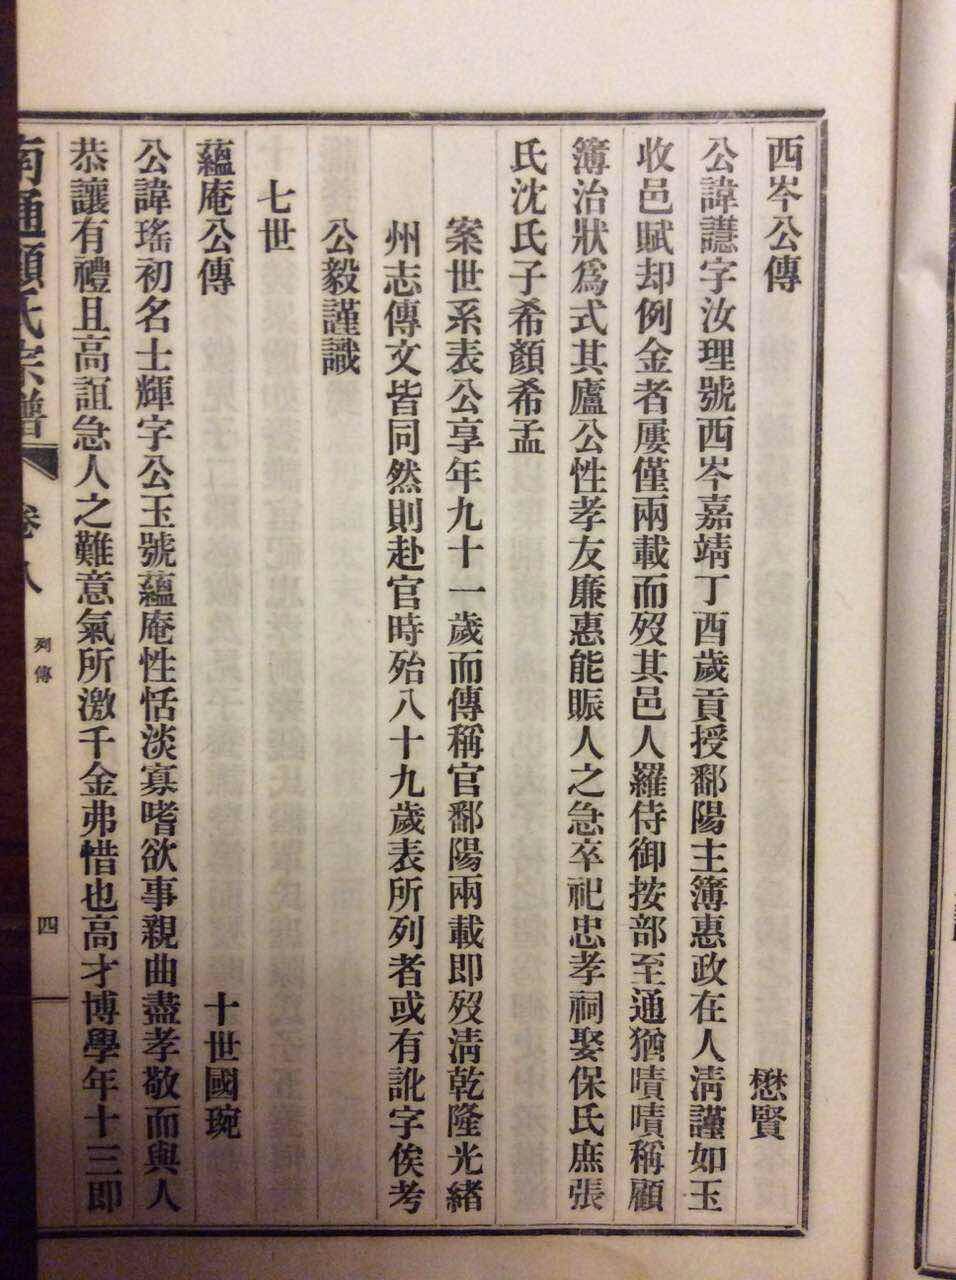 西岑公傳 懋賢
公諱讜字汝理號西岑嘉靖丁酉歲貢授鄱陽主簿惠政在人淸謹如玉
收邑賦却例金者屢僅兩載而歿其邑人羅侍御按部至通猶嘖嘖稱顧
簿治狀爲式其廬公性孝友廉惠能賑人之急卒祀忠孝祠娶保氏庶張
氏沈氏子希顏希孟
案世系表公享年九十一歲而傳稱官鄱陽兩載即歿淸乾隆光緒
州志傳文皆同然則赴官時殆八十九歲表所列者或有訛字俟考
公毅謹識
七世
蘊庵公傳 十世國琬
公諱瑤初名士輝字公玉號蘊庵性恬淡寡嗜欲事親曲盡孝敬而與人
恭讓有禮且高誼急人之難意氣所激千金弗惜也高才博學年十三即
南通顧氏宗譜 卷八 列傳 四